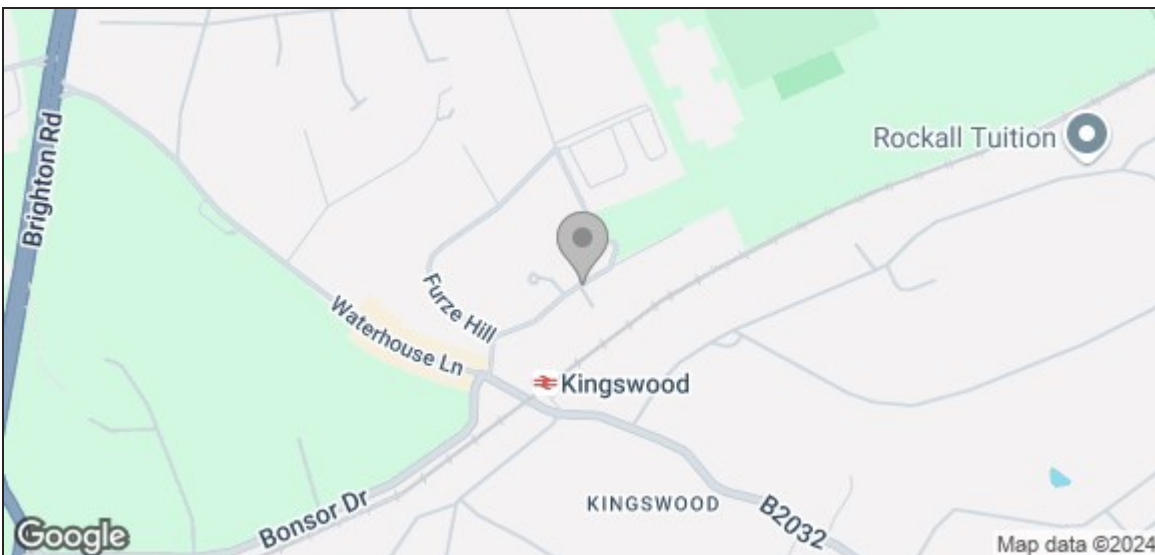 Rockall Tuition
Brighton Rd
Furze Hill
Waterhouse Ln
Kingswood
KINGSWOOD
B2032
Bonsor Dr
Google
Map data ©2024